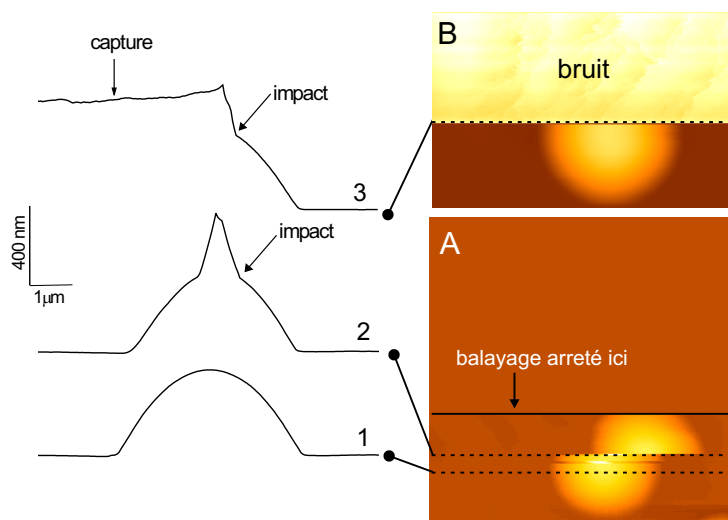 capture
impact
3
400 nm
1µm
impact
2
1
B
bruit
A
balayage arreté ici